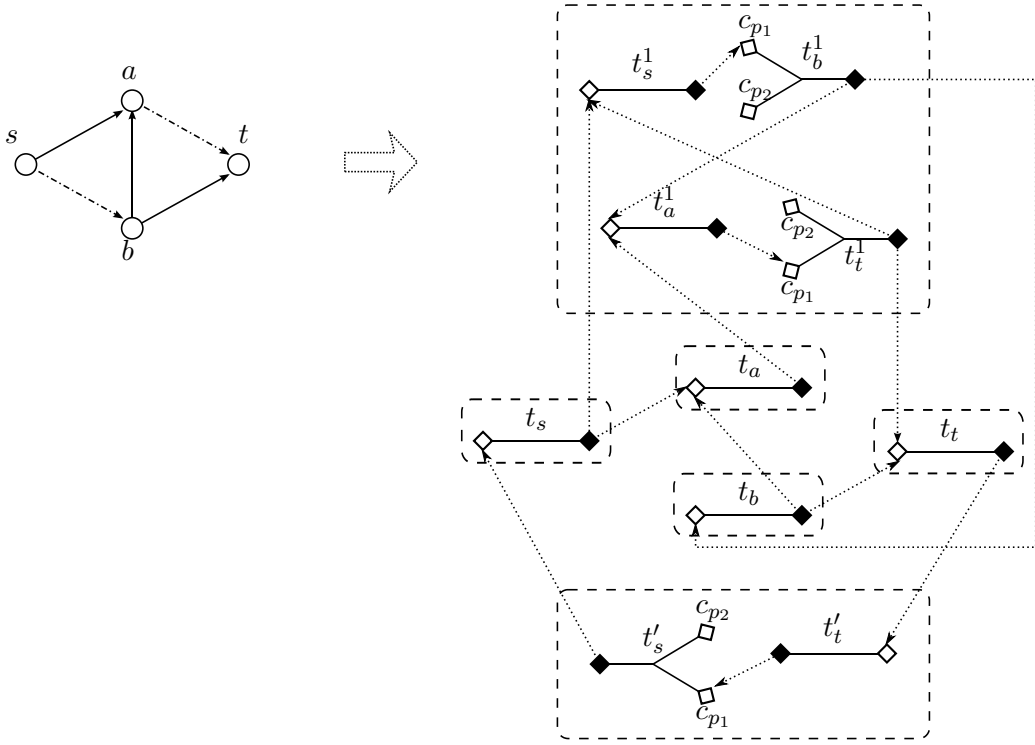 a
s
t
b
c_{p_1}
t_s^1
t_b^1
c_{p_2}
t_a^1
c_{p_2}
t_t^1
c_{p_1}
t_a
t_s
t_t
t_b
c_{p_2}
t'_s
t'_t
c_{p_1}